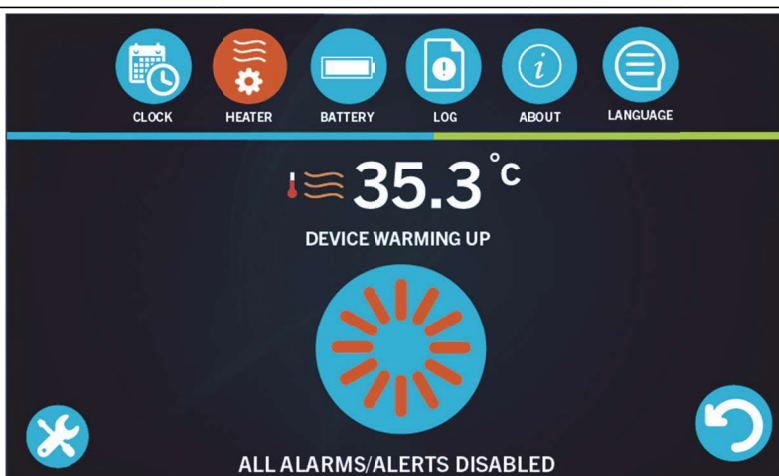 CLOCK HEATER BATTERY LOG ABOUT LANGUAGE
35.3°C
DEVICE WARMING UP
ALL ALARMS/ALERTS DISABLED